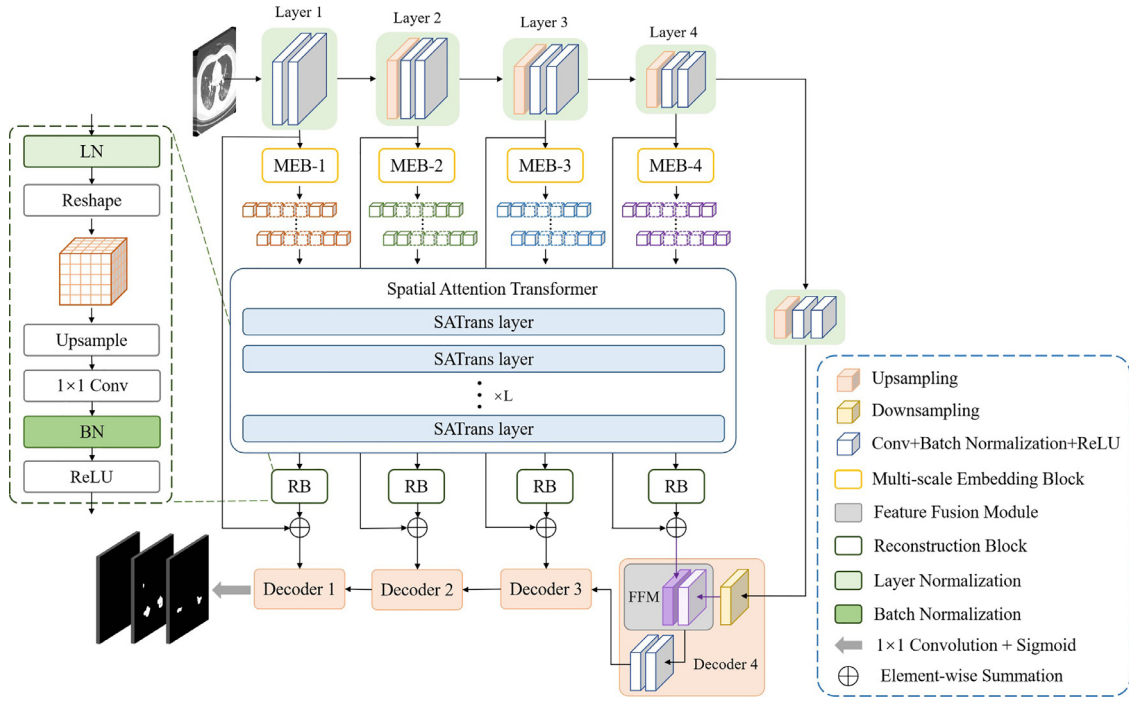 Layer 1
Layer 2
Layer 3
Layer 4
MEB-1
MEB-2
MEB-3
MEB-4
LN
Reshape
Upsample
1×1 Conv
BN
ReLU
Spatial Attention Transformer
SATrans layer
SATrans layer
×L
SATrans layer
RB
RB
RB
RB
Decoder 1
Decoder 2
Decoder 3
FFM
Decoder 4
Upsampling
Downsampling
Conv+Batch Normalization+ReLU
Multi-scale Embedding Block
Feature Fusion Module
Reconstruction Block
Layer Normalization
Batch Normalization
1×1 Convolution + Sigmoid
Element-wise Summation